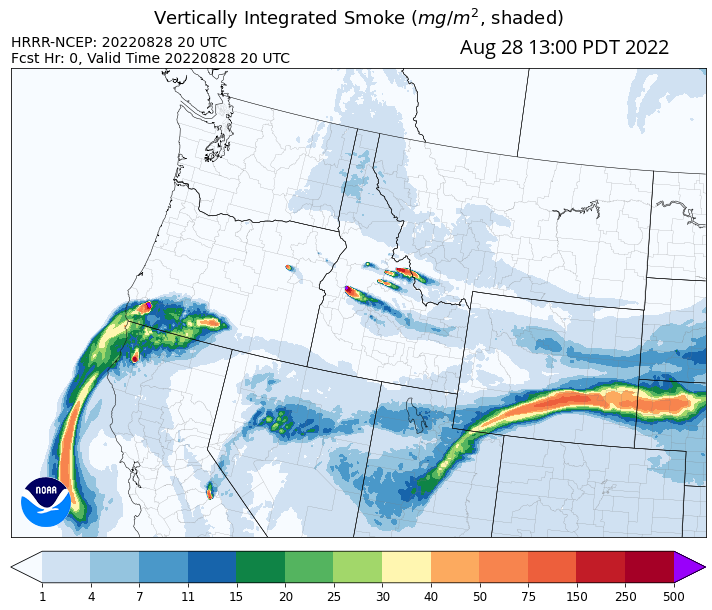 Vertically Integrated Smoke (mg/m², shaded)
HRRR-NCEP: 20220828 20 UTC
Fcst Hr: 0, Valid Time 20220828 20 UTC
Aug 28 13:00 PDT 2022
NOAA
1 4 7 11 15 20 25 30 40 50 75 150 250 500